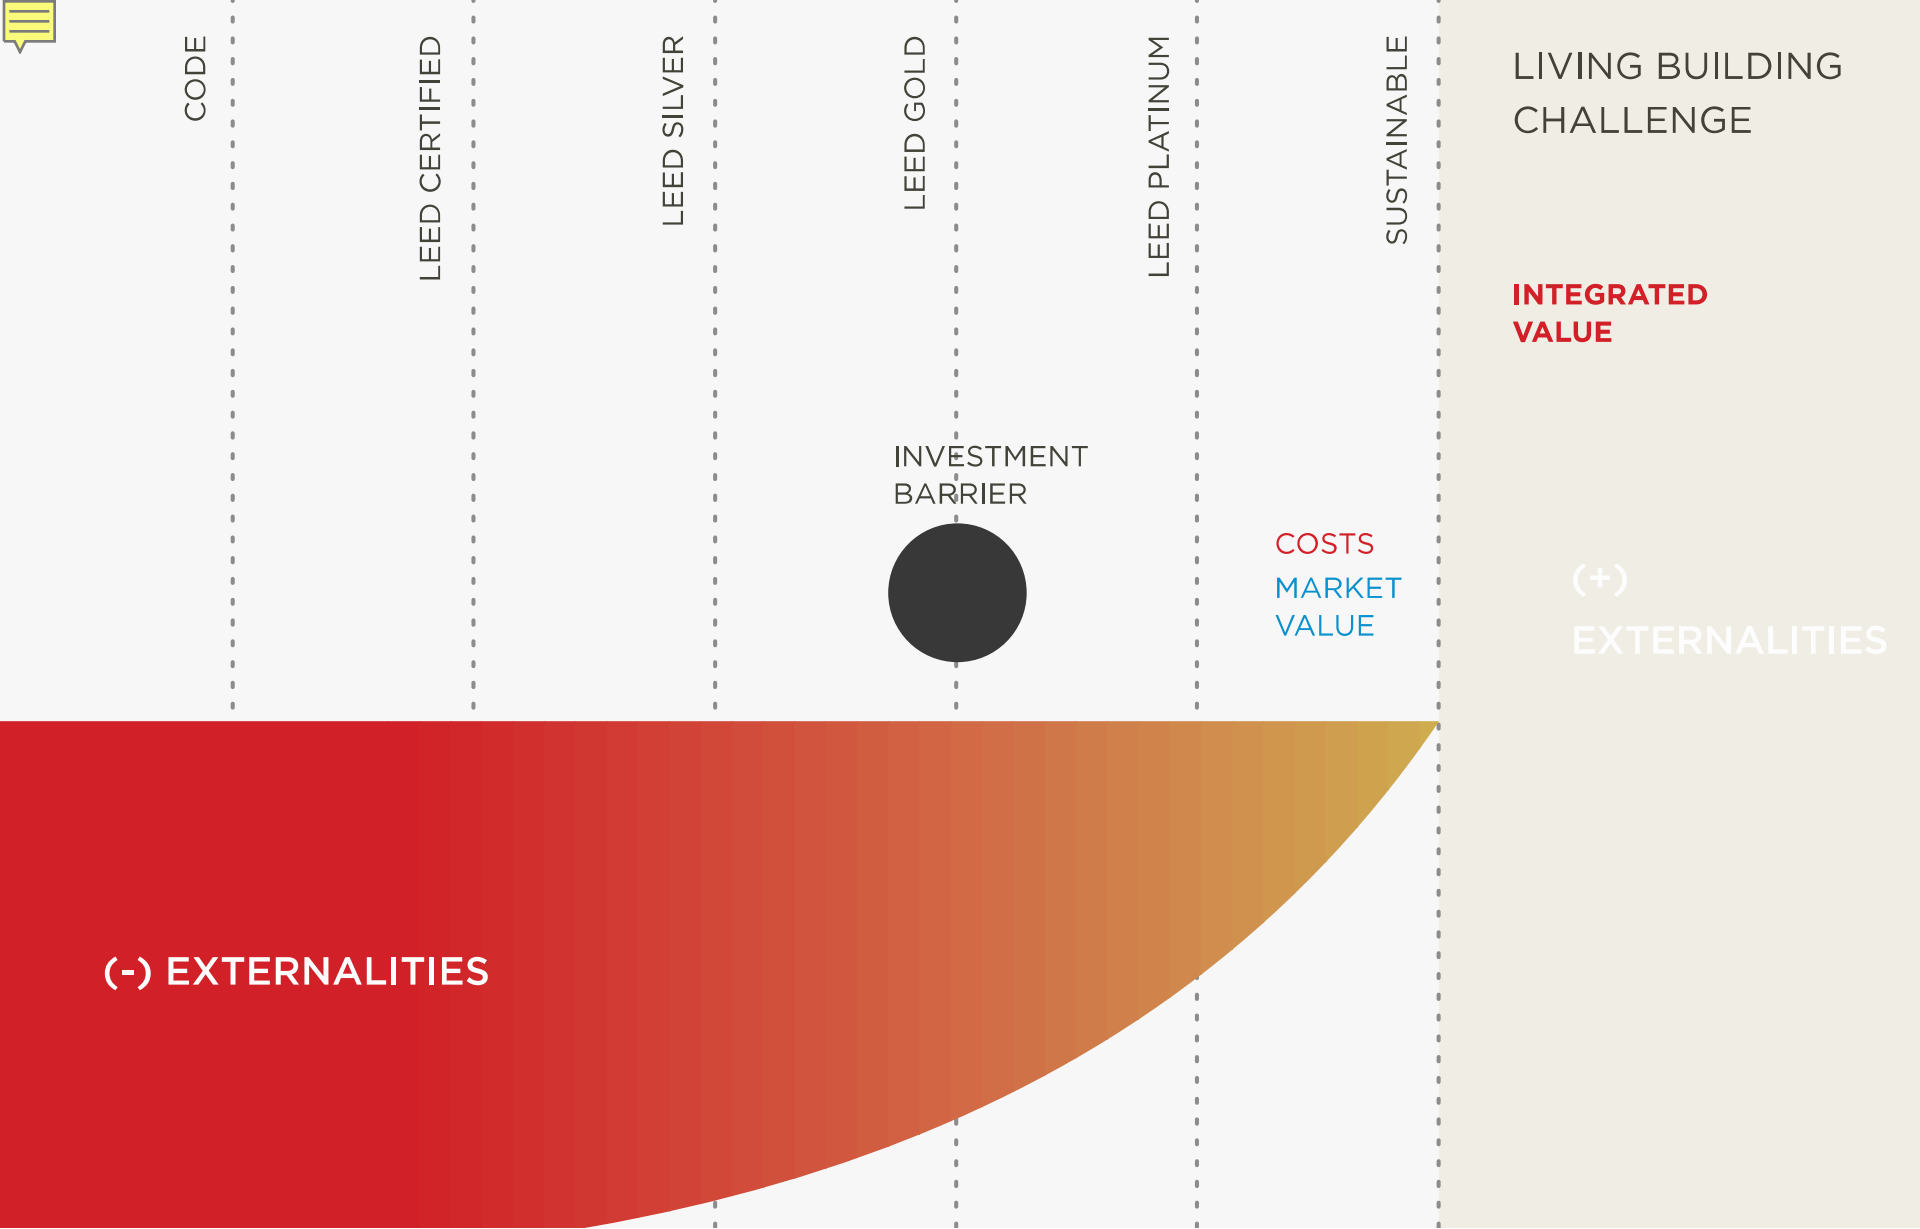 CODE
LEED CERTIFIED
LEED SILVER
LEED GOLD
LEED PLATINUM
SUSTAINABLE
LIVING BUILDING
CHALLENGE
INTEGRATED
VALUE
INVESTMENT
BARRIER
COSTS
MARKET
VALUE
(+)
EXTERNALITIES
(-) EXTERNALITIES